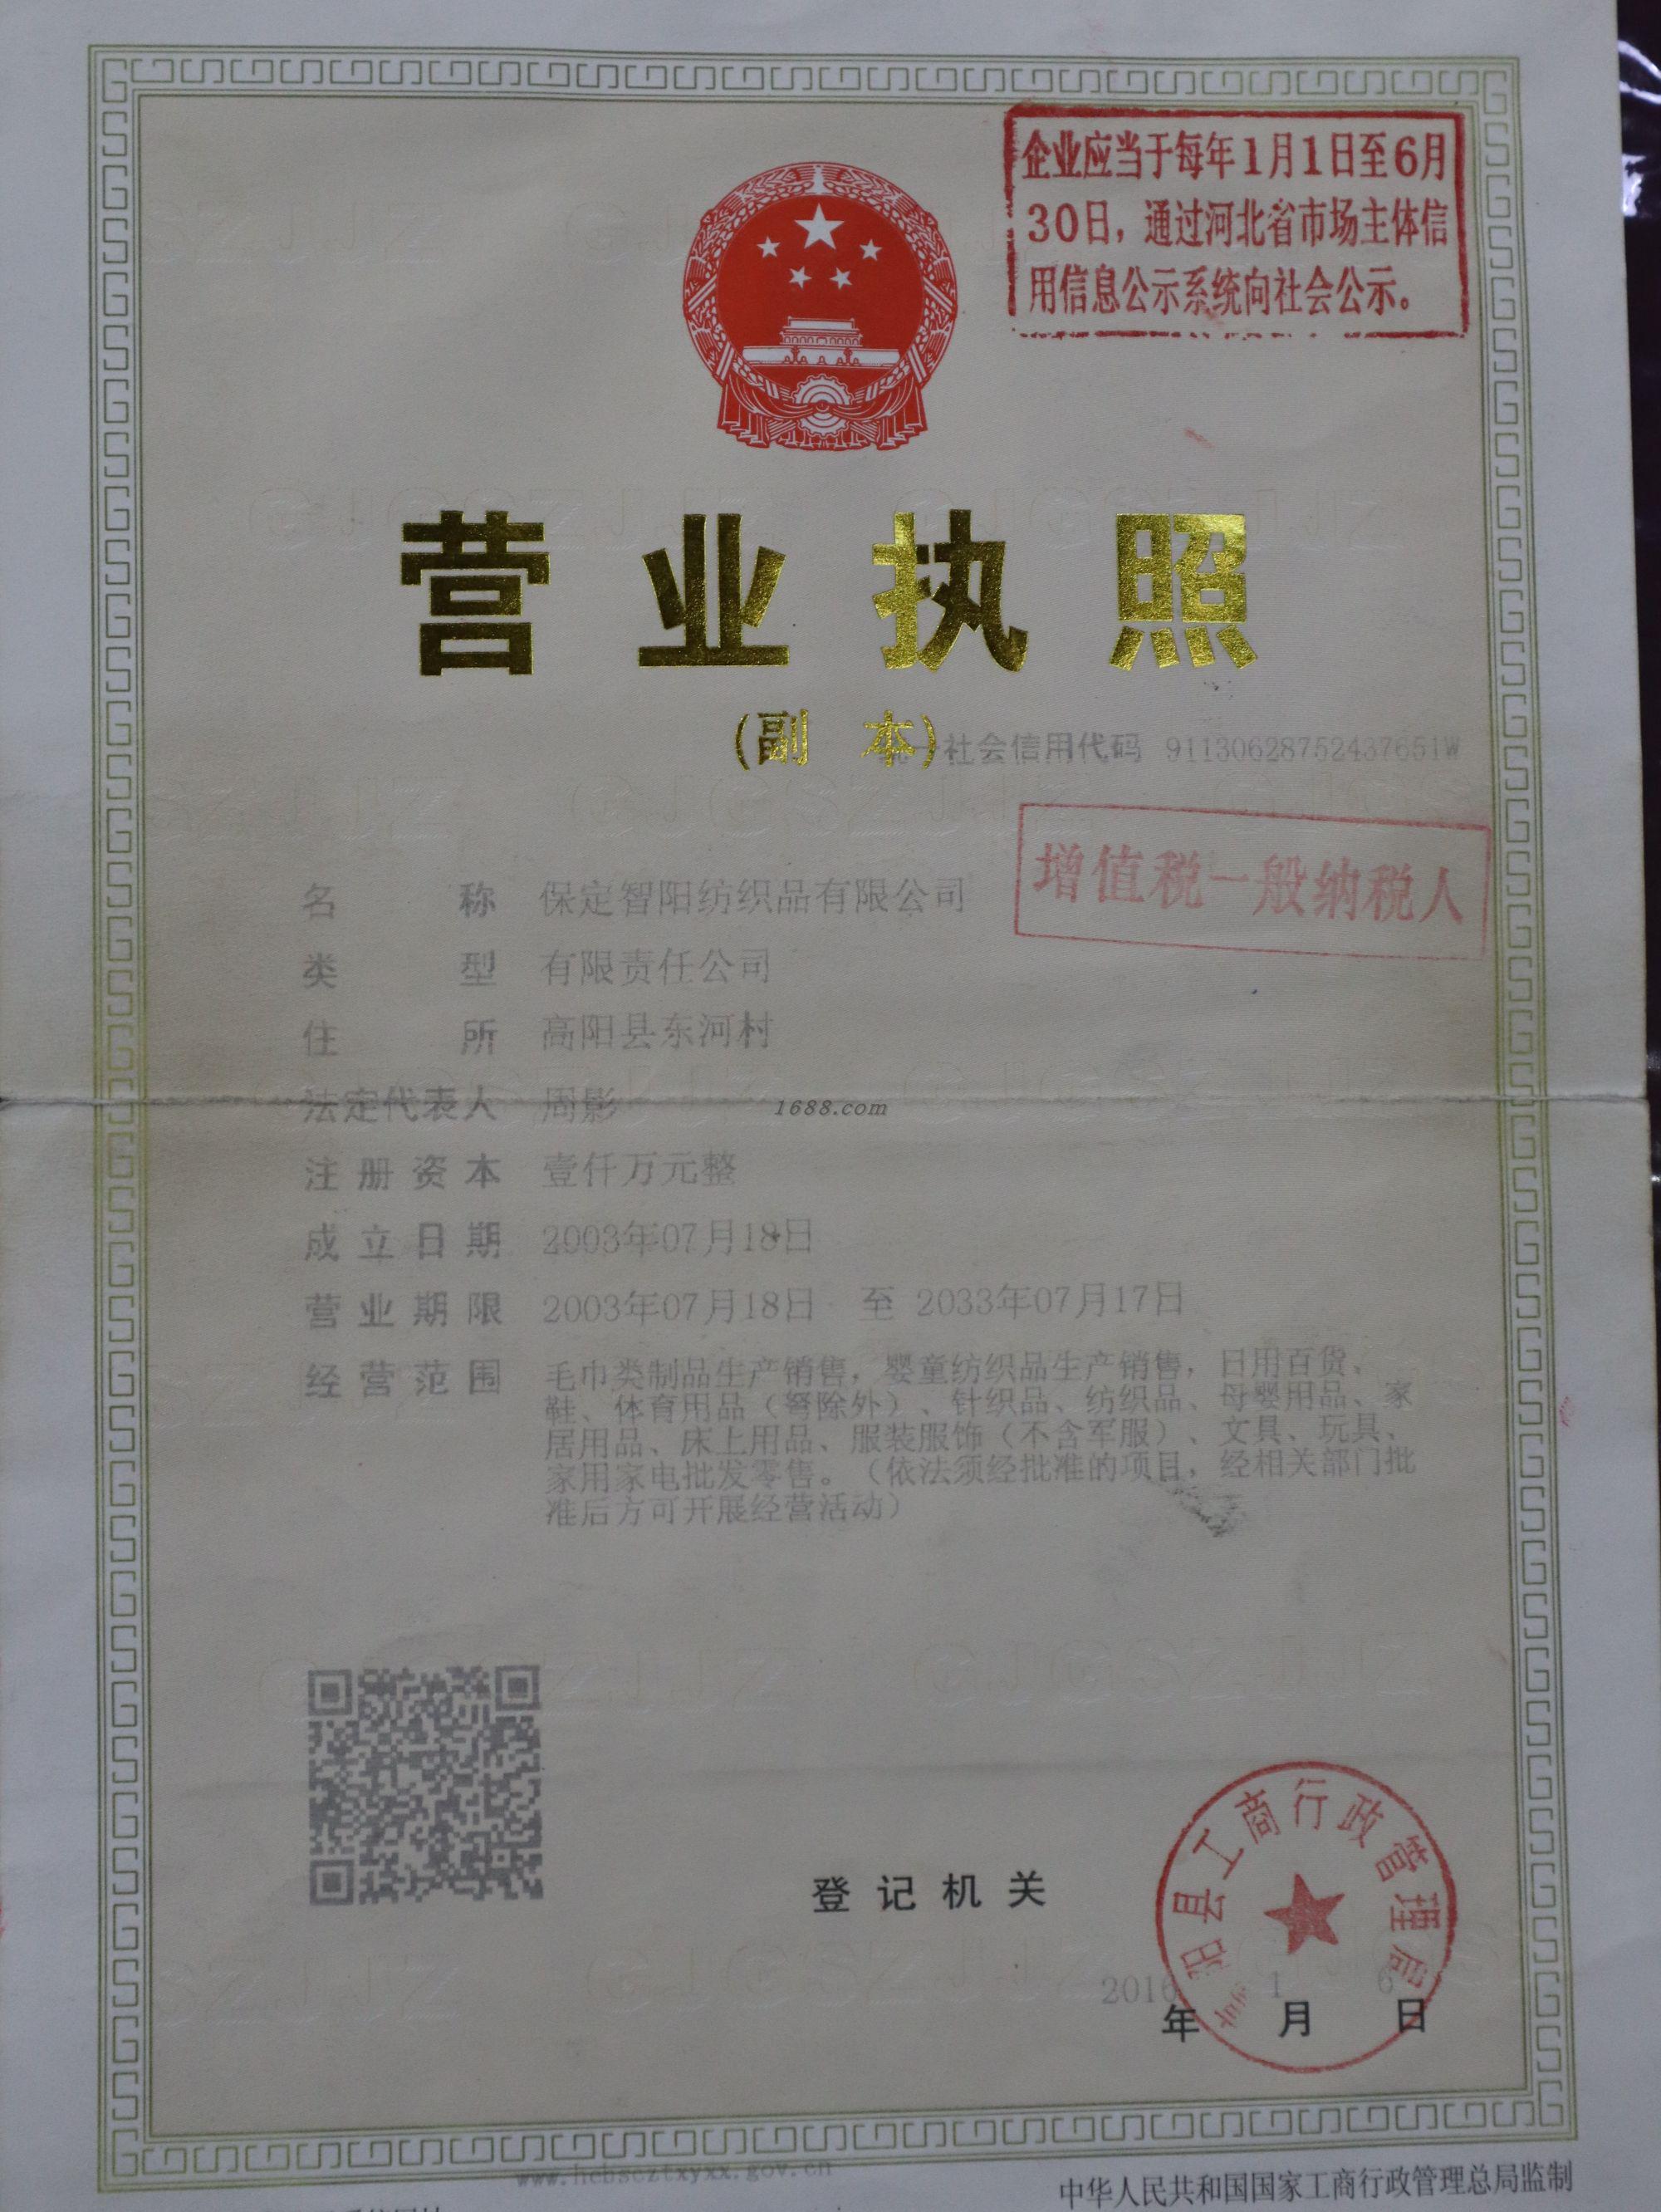 企业应当于每年1月1日至6月
30日，通过河北省市场主体信
用信息公示系统向社会公示。
营业执照
(副 本)
社会信用代码 91130628752437651W
增值税一般纳税人
名 称 保定智阳纺织品有限公司
类 型 有限责任公司
住 所 高阳县东河村
法定代表人 周影
1688.com
注册资本 壹仟万元整
成立日期 2003年07月18日
营业期限 2003年07月18日 至 2033年07月17日
经营范围 毛巾类制品生产销售，婴童纺织品生产销售，日用百货、
鞋、体育用品（弩除外）、针织品、纺织品、母婴用品、家
居用品、床上用品、服装服饰（不含军服）、文具、玩具、
家用家电批发零售。（依法须经批准的项目，经相关部门批
准后方可开展经营活动）
登记机关
高阳县工商行政管理局
2016年 1月 6日
www.hebscztxyxx.gov.cn
中华人民共和国国家工商行政管理总局监制